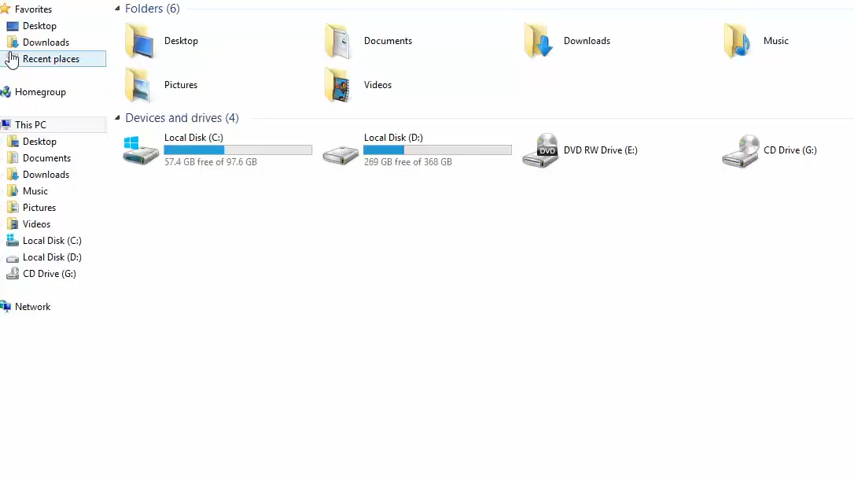 Favorites
Desktop
Downloads
Recent places
Homegroup
This PC
Desktop
Documents
Downloads
Music
Pictures
Videos
Local Disk (C:)
Local Disk (D:)
CD Drive (G:)
Network
Folders (6)
Desktop
Documents
Downloads
Music
Pictures
Videos
Devices and drives (4)
Local Disk (C:)
57.4 GB free of 97.6 GB
Local Disk (D:)
269 GB free of 368 GB
DVD
DVD RW Drive (E:)
CD Drive (G:)